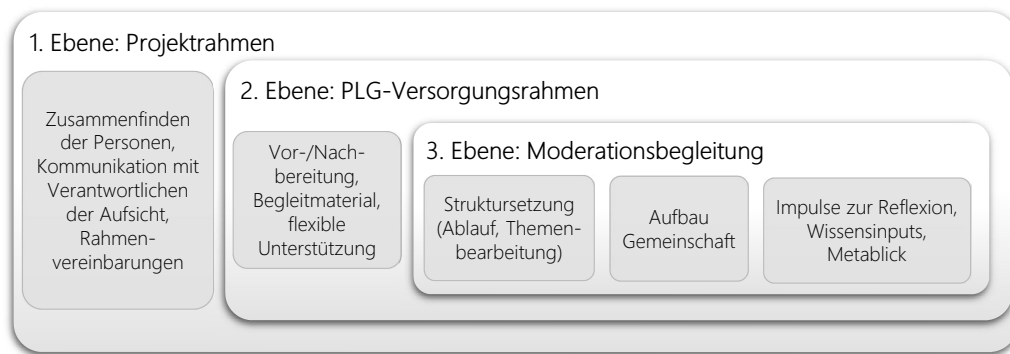 1. Ebene: Projektrahmen
Zusammenfinden
der Personen,
Kommunikation mit
Verantwortlichen
der Aufsicht,
Rahmen-
vereinbarungen
2. Ebene: PLG-Versorgungsrahmen
Vor-/Nach-
bereitung,
Begleitmaterial,
flexible
Unterstützung
3. Ebene: Moderationsbegleitung
Struktursetzung
(Ablauf, Themen-
bearbeitung)
Aufbau
Gemeinschaft
Impulse zur Reflexion,
Wissensinputs,
Metablick